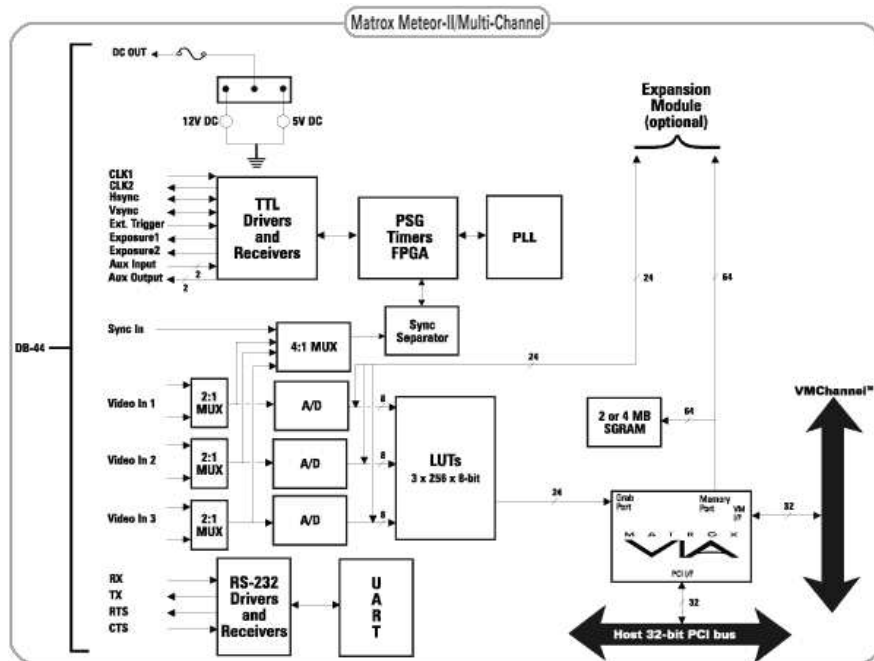 Matrox Meteor-II/Multi-Channel
DC OUT
12V DC
5V DC
Expansion
Module
(optional)
CLK1
CLK2
Hsync
Vsync
Ext. Trigger
Exposure1
Exposure2
Aux Input
2
Aux Output
2
TTL
Drivers
and
Receivers
PSG
Timers
FPGA
PLL
24
64
Sync In
4:1 MUX
Sync
Separator
DB-44
24
Video In 1
2:1
MUX
A/D
8
Video In 2
2:1
MUX
A/D
8
Video In 3
2:1
MUX
A/D
8
LUTs
3 x 256 x 8-bit
2 or 4 MB
SGRAM
64
VMChannel™
24
Grab
Port
Memory
Port
VM
I/F
MATROX
VIA
PCI I/F
32
32
Host 32-bit PCI bus
RX
TX
RTS
CTS
RS-232
Drivers
and
Receivers
U
A
R
T